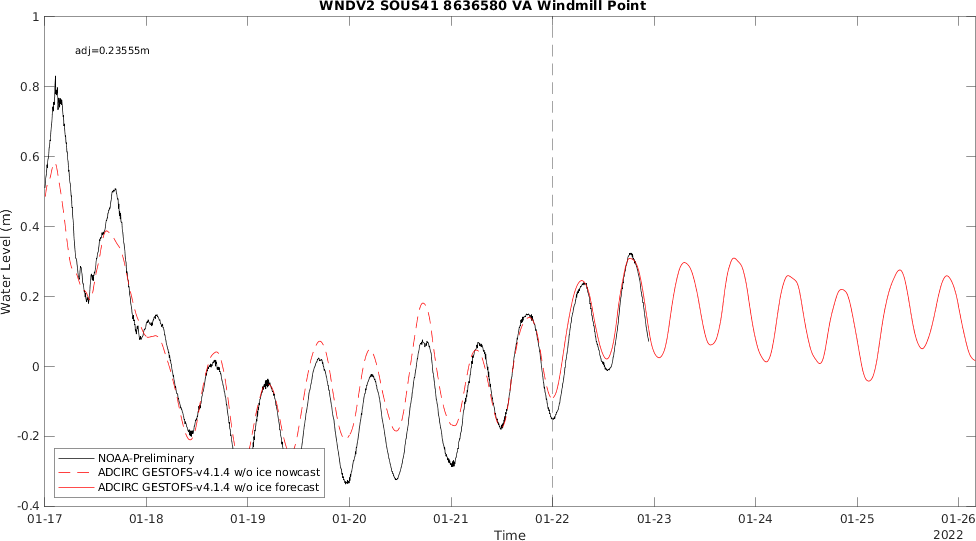 WNDV2 SOUS41 8636580 VA Windmill Point
adj=0.23555m
Water Level (m)
1
0.8
0.6
0.4
0.2
0
-0.2
-0.4
NOAA-Preliminary
ADCIRC GESTOFS-v4.1.4 w/o ice nowcast
ADCIRC GESTOFS-v4.1.4 w/o ice forecast
01-17 01-18 01-19 01-20 01-21 01-22 01-23 01-24 01-25 01-26
Time
2022